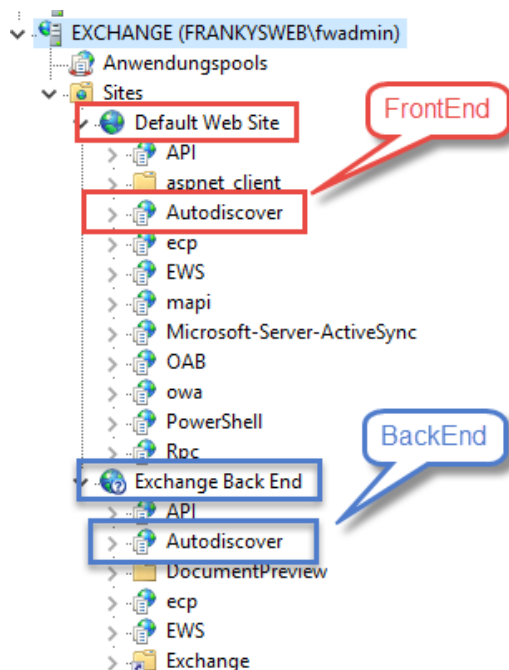 EXCHANGE (FRANKYSWEB\fwadmin)
Anwendungspools
Sites
Default Web Site
FrontEnd
API
aspnet_client
Autodiscover
ecp
EWS
mapi
Microsoft-Server-ActiveSync
OAB
owa
PowerShell
BackEnd
Rpc
Exchange Back End
API
Autodiscover
DocumentPreview
ecp
EWS
Exchange